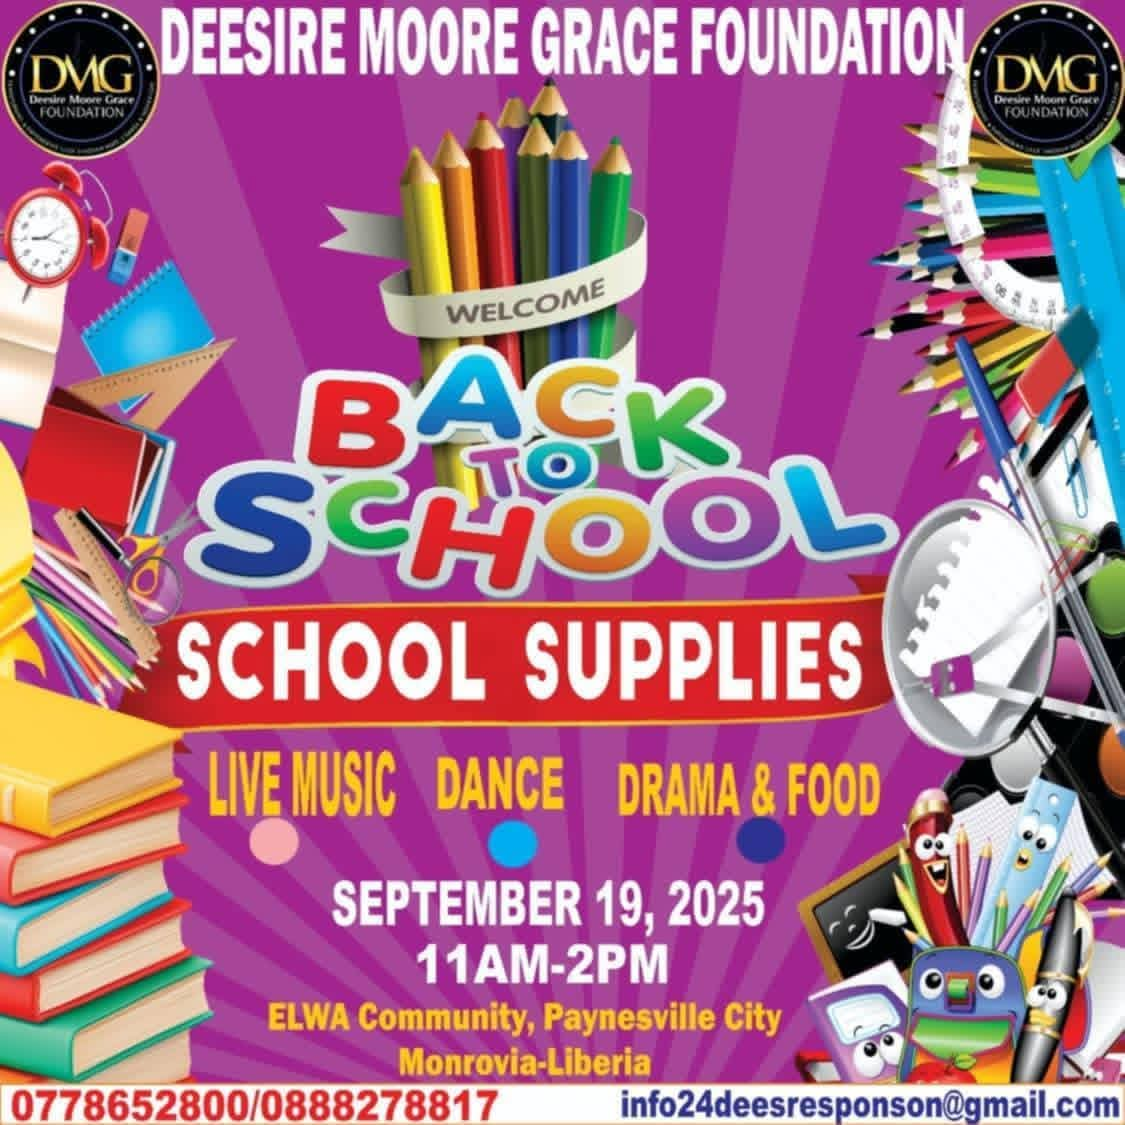 DEESIRE MOORE GRACE FOUNDATION
DMG
Deesire Moore Grace
FOUNDATION
DMG
Deesire Moore Grace
FOUNDATION
WELCOME
BACK
TO
SCHOOL
SCHOOL SUPPLIES
LIVE MUSIC DANCE DRAMA & FOOD
SEPTEMBER 19, 2025
11AM-2PM
ELWA Community, Paynesville City
Monrovia-Liberia
0778652800/0888278817 info24deesresponson@gmail.com